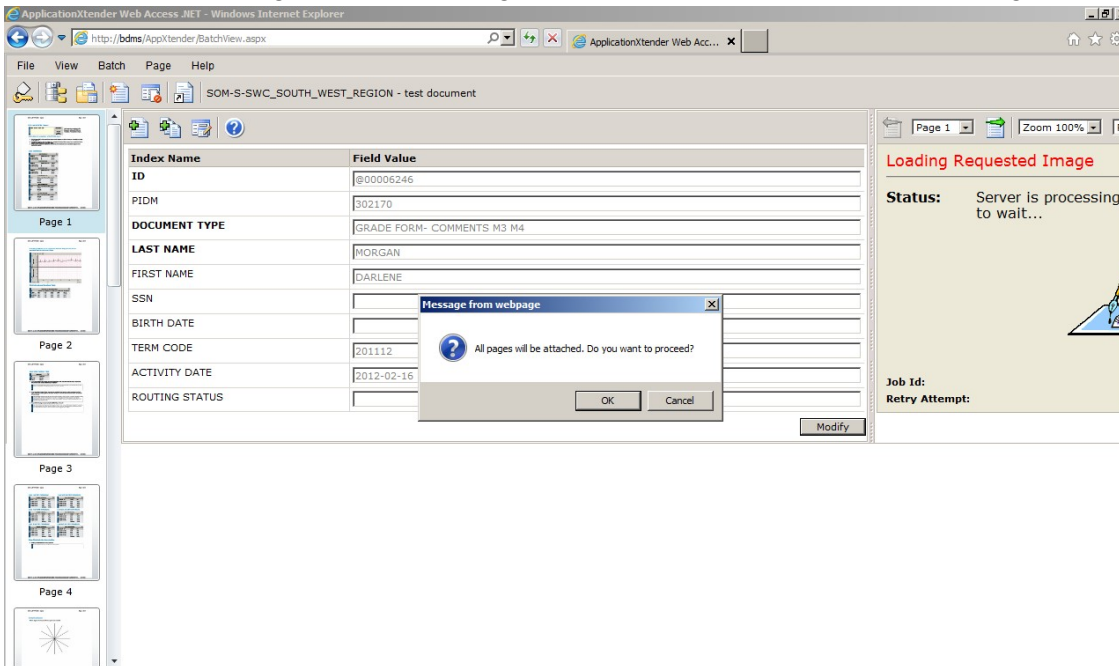 ApplicationXtender Web Access .NET - Windows Internet Explorer
http://bdms/AppXtender/BatchView.aspx
ApplicationXtender Web Acc...
File View Batch Page Help
SOM-S-SWC_SOUTH_WEST_REGION - test document
Page 1
Zoom 100%
Index Name Field Value
ID @00006246
PIDM 302170
DOCUMENT TYPE GRADE FORM- COMMENTS M3 M4
LAST NAME MORGAN
FIRST NAME DARLENE
SSN
BIRTH DATE
TERM CODE 201112
ACTIVITY DATE 2012-02-16
ROUTING STATUS
Modify
Message from webpage
All pages will be attached. Do you want to proceed?
OK Cancel
Loading Requested Image
Status: Server is processing
to wait...
Job Id:
Retry Attempt:
Page 1
Page 2
Page 3
Page 4